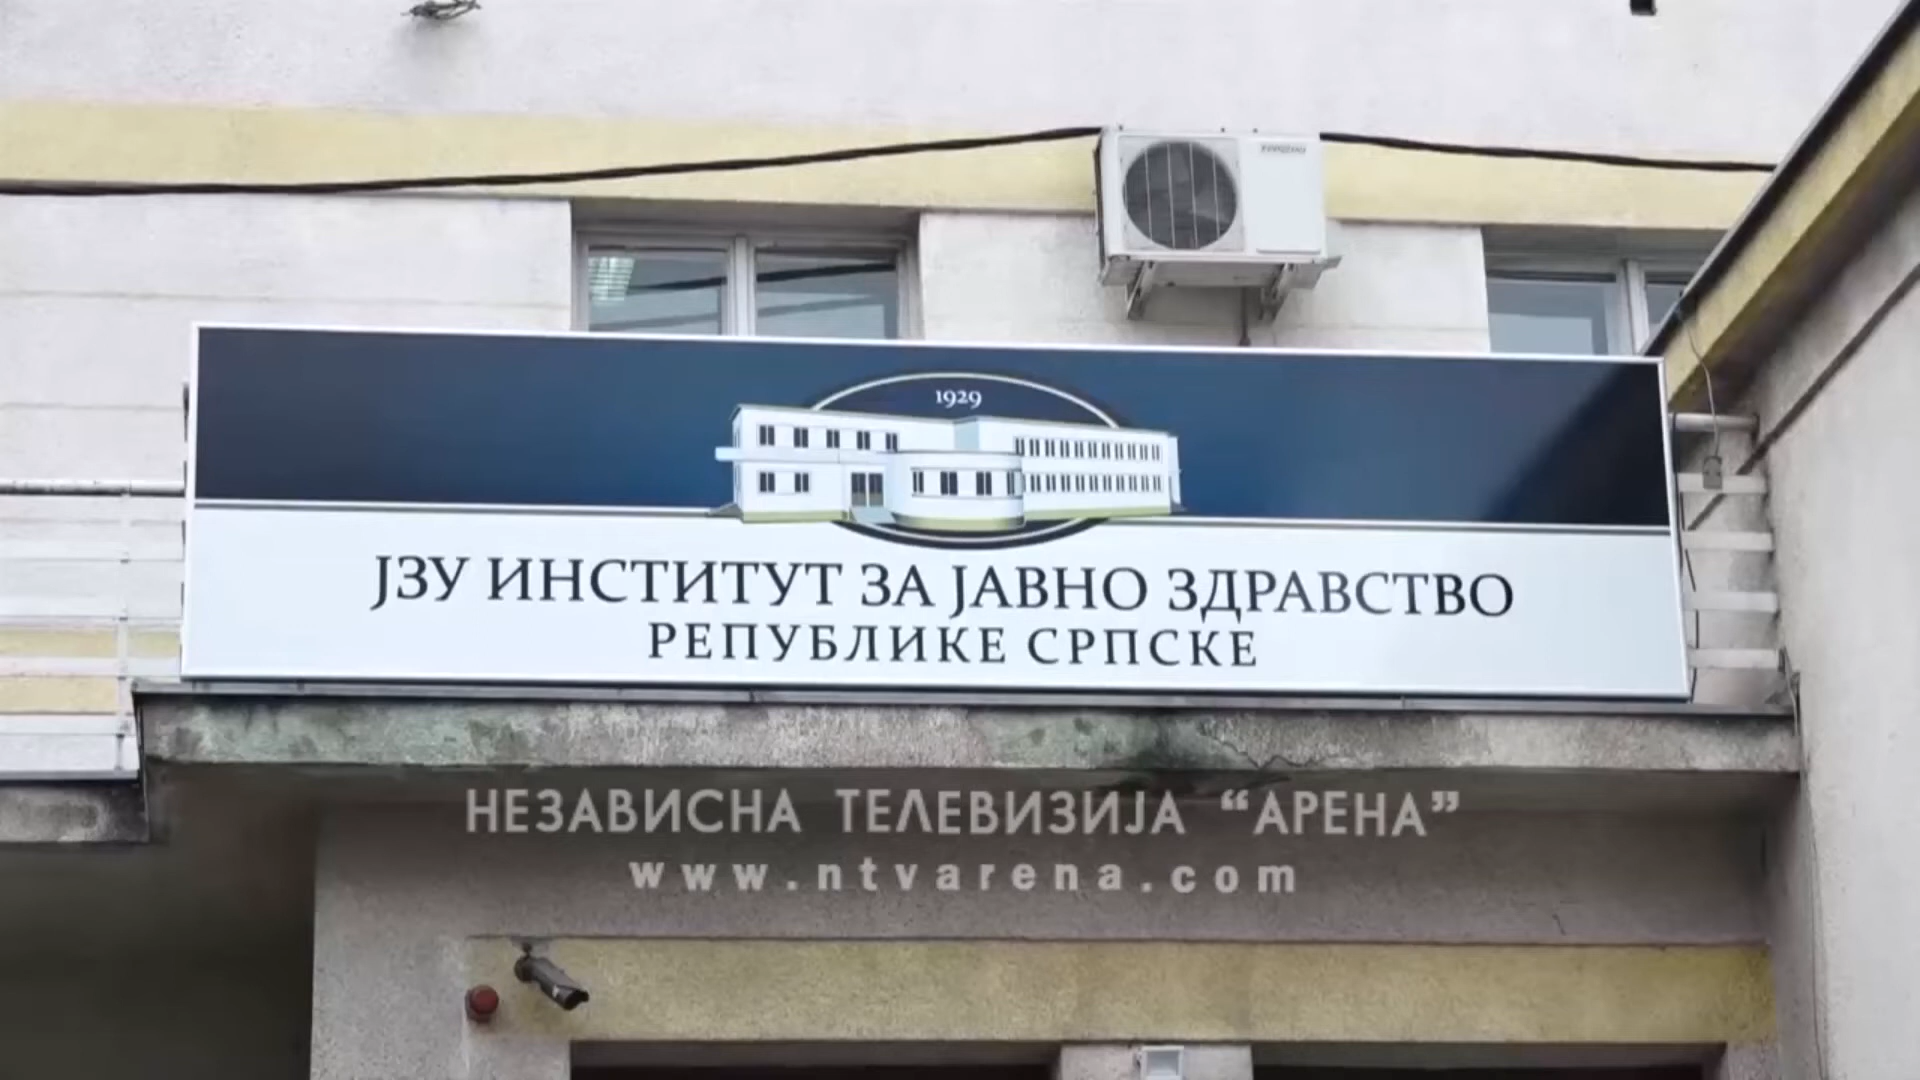 1929
ЈЗУ ИНСТИТУТ ЗА ЈАВНО ЗДРАВСТВО
РЕПУБЛИКЕ СРПСКЕ
НЕЗАВИСНА ТЕЛЕВИЗИЈА “АРЕНА”
www.ntvarena.com